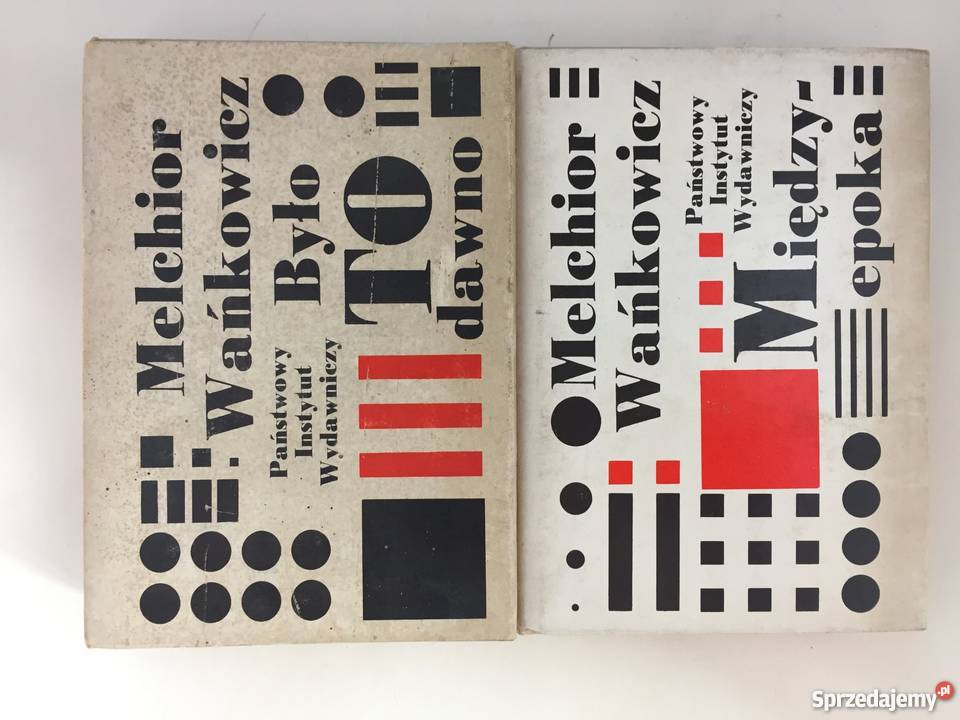 Melchior
Wańkowicz
Było
Państwowy
Instytut
Wydawniczy
TO
dawno
Melchior
Wańkowicz
Państwowy
Instytut
Wydawniczy
Między-
epoka
Sprzedajemy.pl